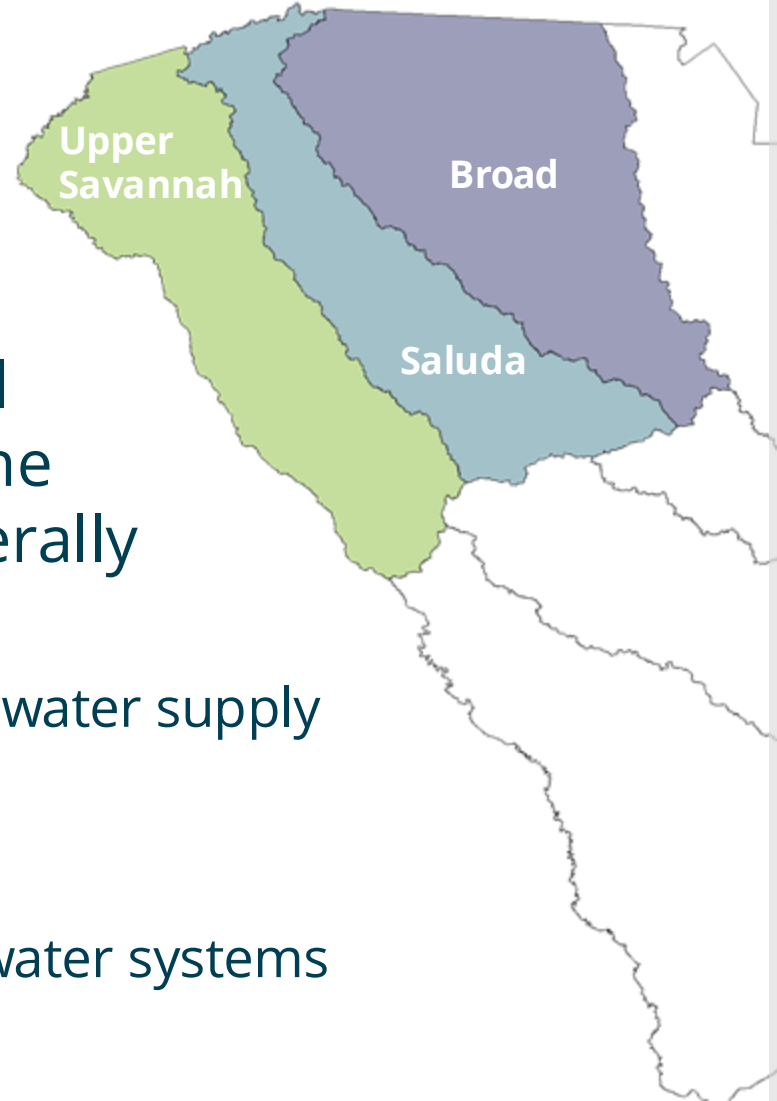 Upper
Savannah
Broad
Saluda
erally
water supply
water systems